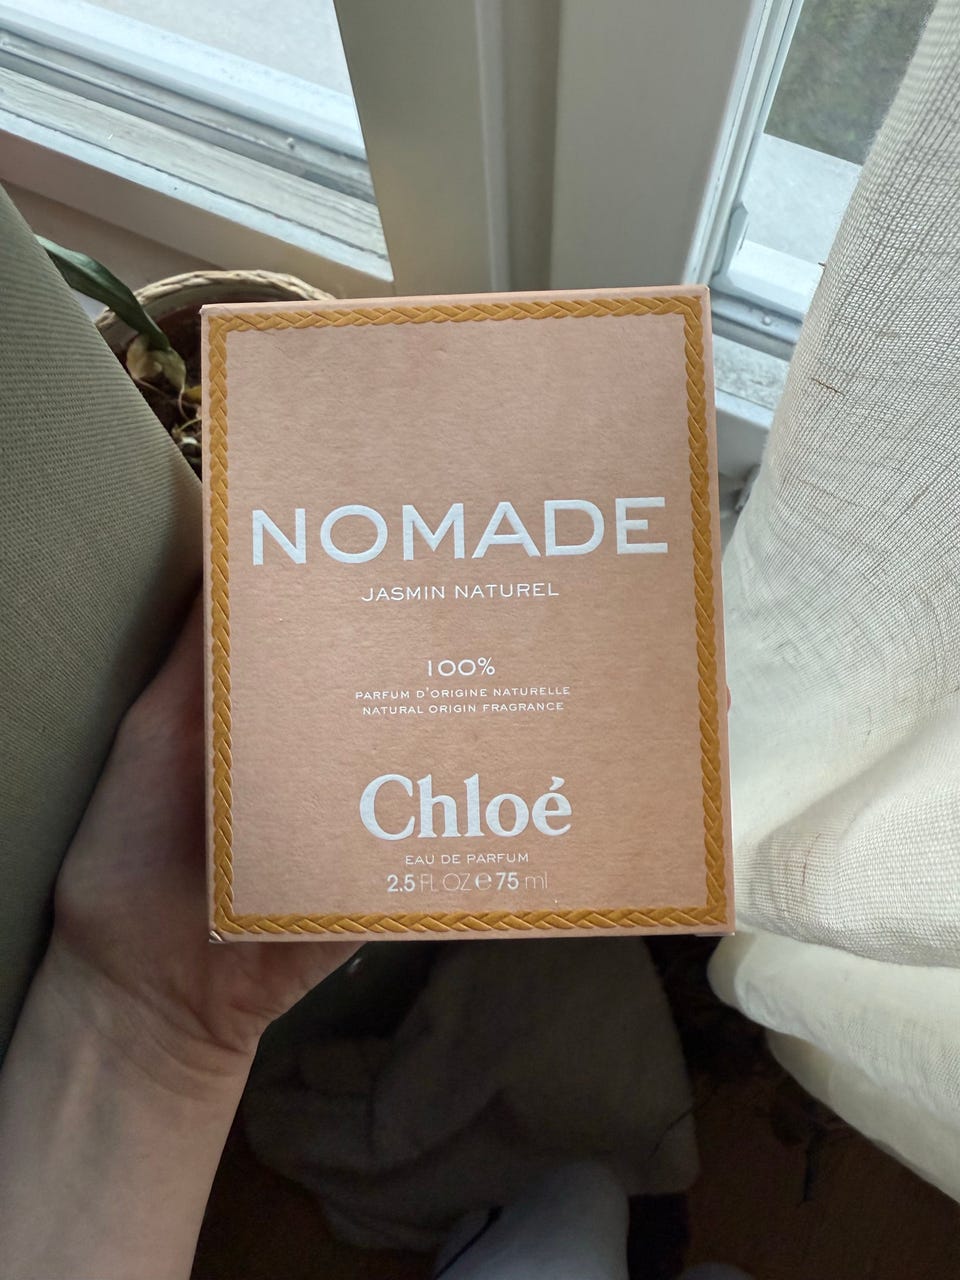 NOMADE
JASMIN NATUREL
100%
PARFUM D'ORIGINE NATURELLE
NATURAL ORIGIN FRAGRANCE
Chloé
EAU DE PARFUM
2.5 FL OZ ℮ 75 ml